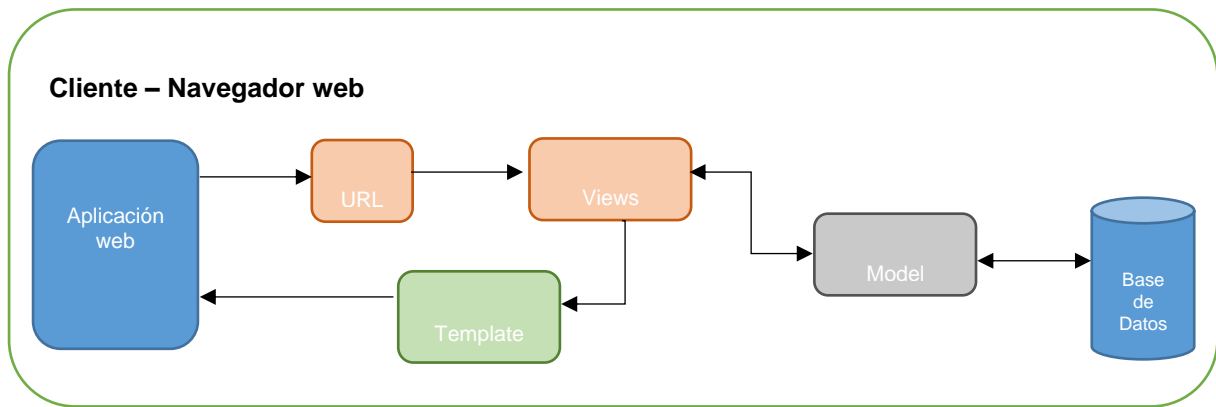 Cliente – Navegador web
Aplicación
web
URL
Views
Template
Model
Base
de
Datos